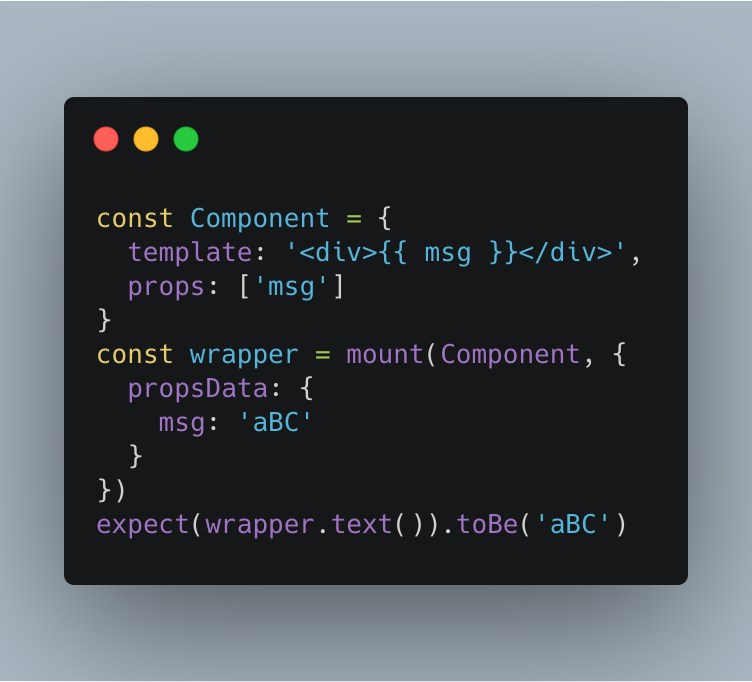 const Component = {
  template: '<div>{{ msg }}</div>',
  props: ['msg']
}
const wrapper = mount(Component, {
  propsData: {
    msg: 'aBC'
  }
})
expect(wrapper.text()).toBe('aBC')